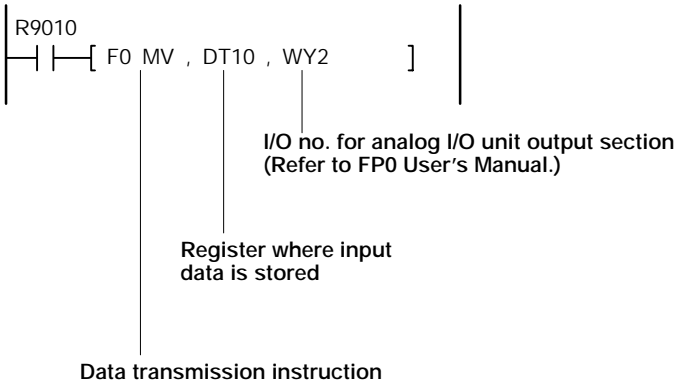 R9010
F0 MV , DT10 , WY2
I/O no. for analog I/O unit output section
(Refer to FP0 User's Manual.)
Register where input
data is stored
Data transmission instruction